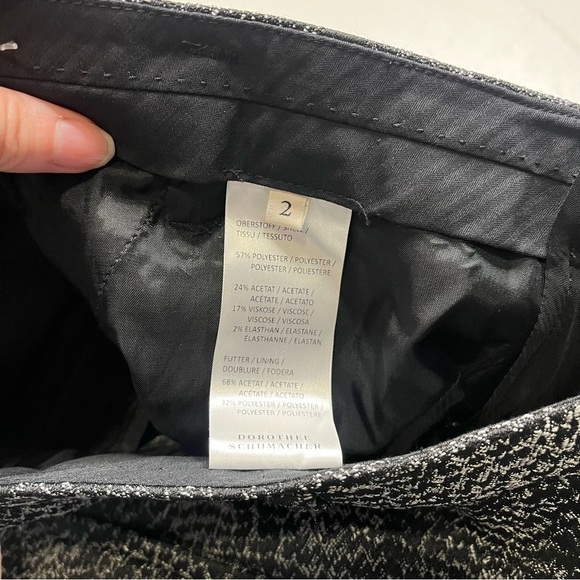 2
OBERSTOFF / SHELL /
TISSU / TESSUTO
57% POLYESTER / POLYESTER /
POLYESTER / POLIESTERE
24% ACETAT / ACETATE /
ACÉTATE / ACETATO
17% VISKOSE / VISCOSE /
VISCOSE / VISCOSA
2% ELASTHAN / ELASTANE /
ÉLASTHANNE / ELASTAN
FUTTER / LINING /
DOUBLURE / FODERA
68% ACETAT / ACETATE /
ACÉTATE / ACETATO
32% POLYESTER / POLYESTER /
POLYESTER / POLIESTERE
DOROTHEE
SCHUMACHER